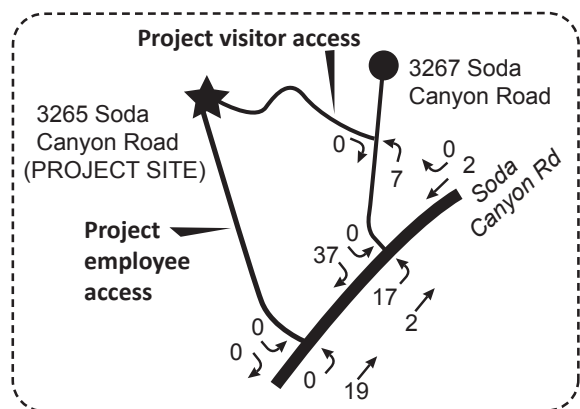 Project visitor access
3267 Soda
Canyon Road
3265 Soda
Canyon Road
(PROJECT SITE)
0
7
0
2
Soda
Canyon Rd
Project
employee
access
0
37
17
2
0
0
0
19